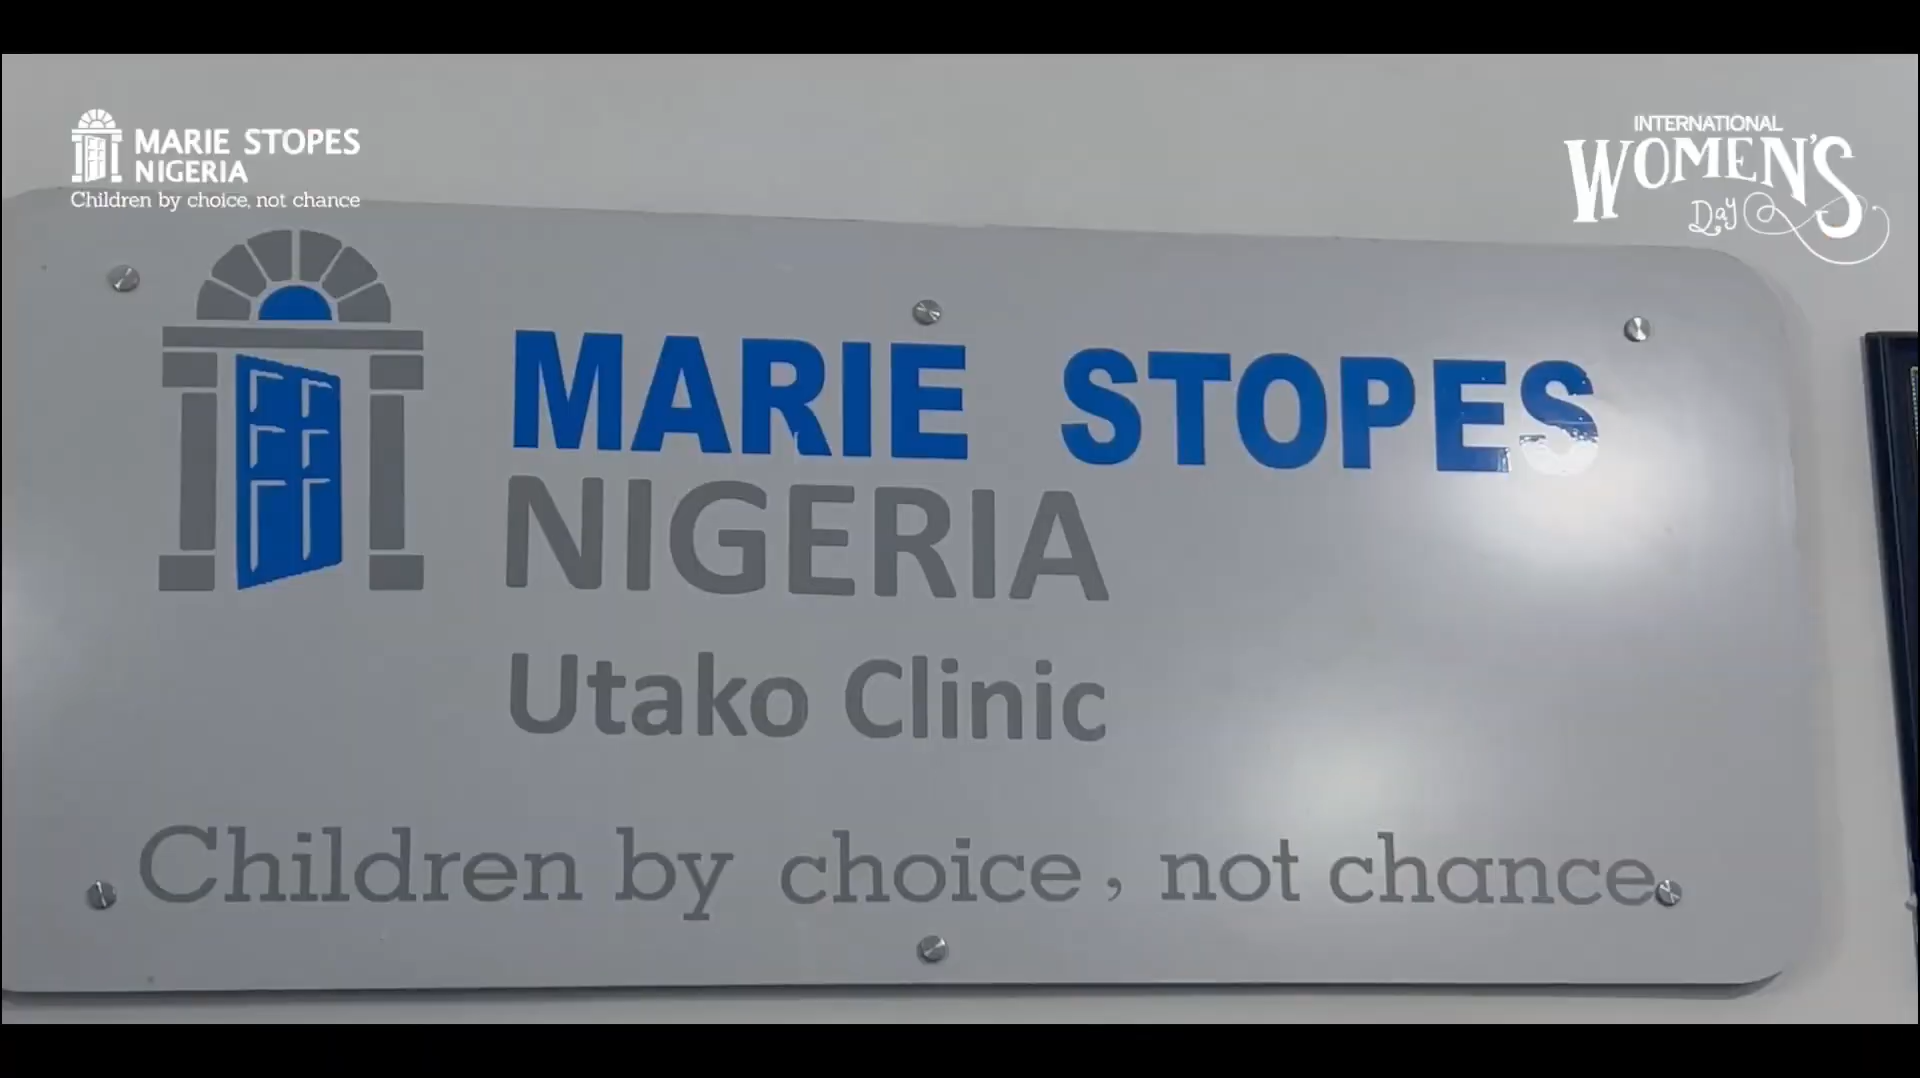 MARIE STOPES
NIGERIA
Children by choice, not chance
INTERNATIONAL
WOMEN'S
Day
MARIE STOPES
NIGERIA
Utako Clinic
Children by choice, not chance